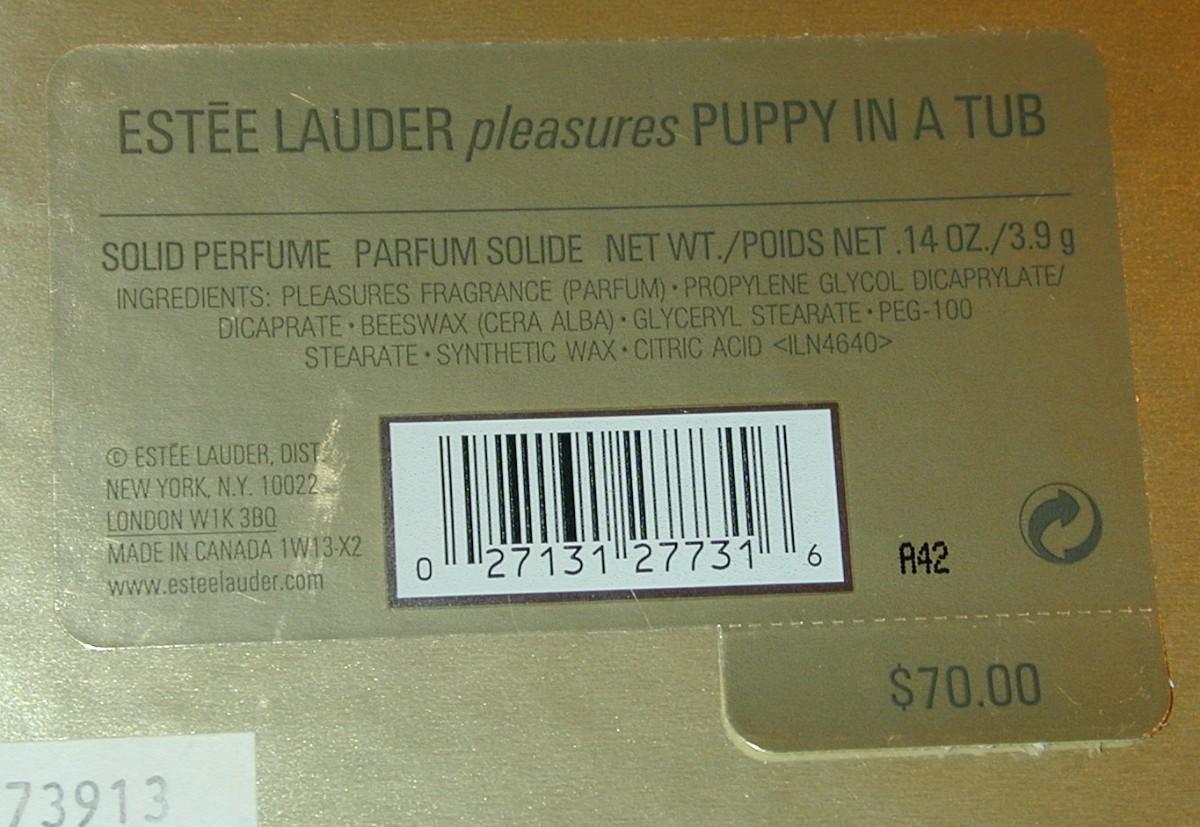 ESTĒE LAUDER pleasures PUPPY IN A TUB
SOLID PERFUME PARFUM SOLIDE NET WT./POIDS NET .14 OZ./3.9 g
INGREDIENTS: PLEASURES FRAGRANCE (PARFUM) • PROPYLENE GLYCOL DICAPRYLATE/
DICAPRATE • BEESWAX (CERA ALBA) • GLYCERYL STEARATE • PEG-100
STEARATE • SYNTHETIC WAX • CITRIC ACID <ILN4640>
© ESTĒE LAUDER, DIST.
NEW YORK, N.Y. 10022
LONDON W1K 3BQ
MADE IN CANADA 1W13-X2
www.esteelauder.com
0 27131 27731 6
A42
$70.00
73913